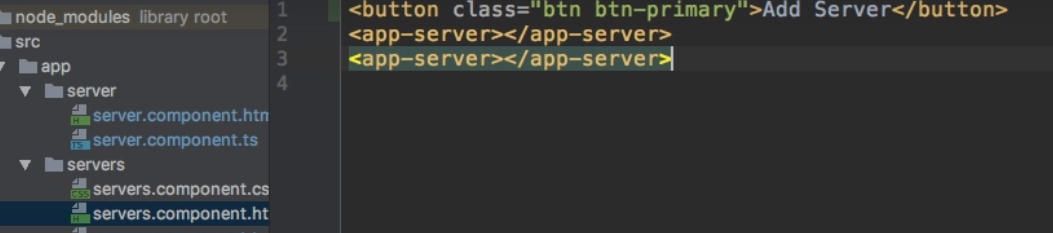 node_modules library root
src
app
server
server.component.htm
server.component.ts
servers
servers.component.cs
servers.component.ht
1 <button class="btn btn-primary">Add Server</button>
2 <app-server></app-server>
3 <app-server></app-server>
4